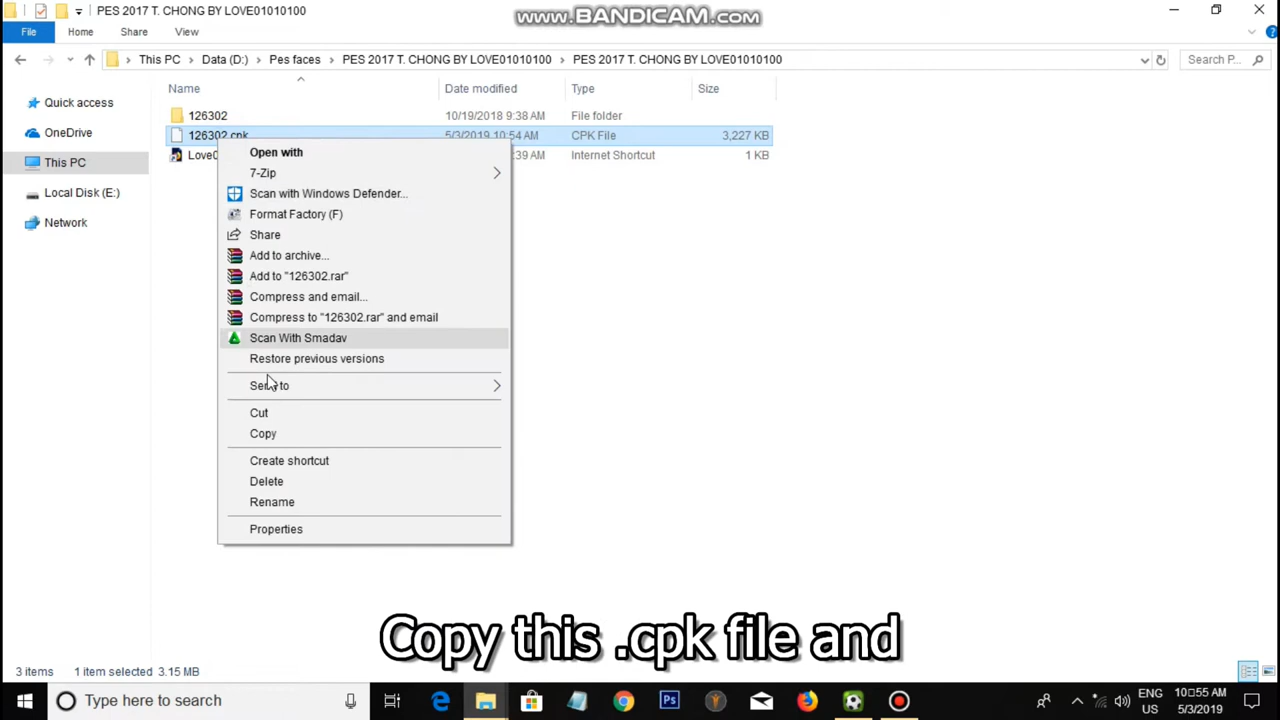 PES 2017 T. CHONG BY LOVE01010100
www.BANDICAM.com
File Home Share View
This PC Data (D:) Pes faces PES 2017 T. CHONG BY LOVE01010100 PES 2017 T. CHONG BY LOVE01010100 Search P...
Name Date modified Type Size
Quick access
OneDrive
This PC
Local Disk (E:)
Network
126302 10/19/2018 9:38 AM File folder
126302.cpk 5/3/2019 10:54 AM CPK File 3,227 KB
Love0 :39 AM Internet Shortcut 1 KB
Open with
7-Zip
Scan with Windows Defender...
Format Factory (F)
Share
Add to archive...
Add to "126302.rar"
Compress and email...
Compress to "126302.rar" and email
Scan With Smadav
Restore previous versions
Send to
Cut
Copy
Create shortcut
Delete
Rename
Properties
Copy this .cpk file and
3 items 1 item selected 3.15 MB
Type here to search
Ps
ENG
US
10:55 AM
5/3/2019